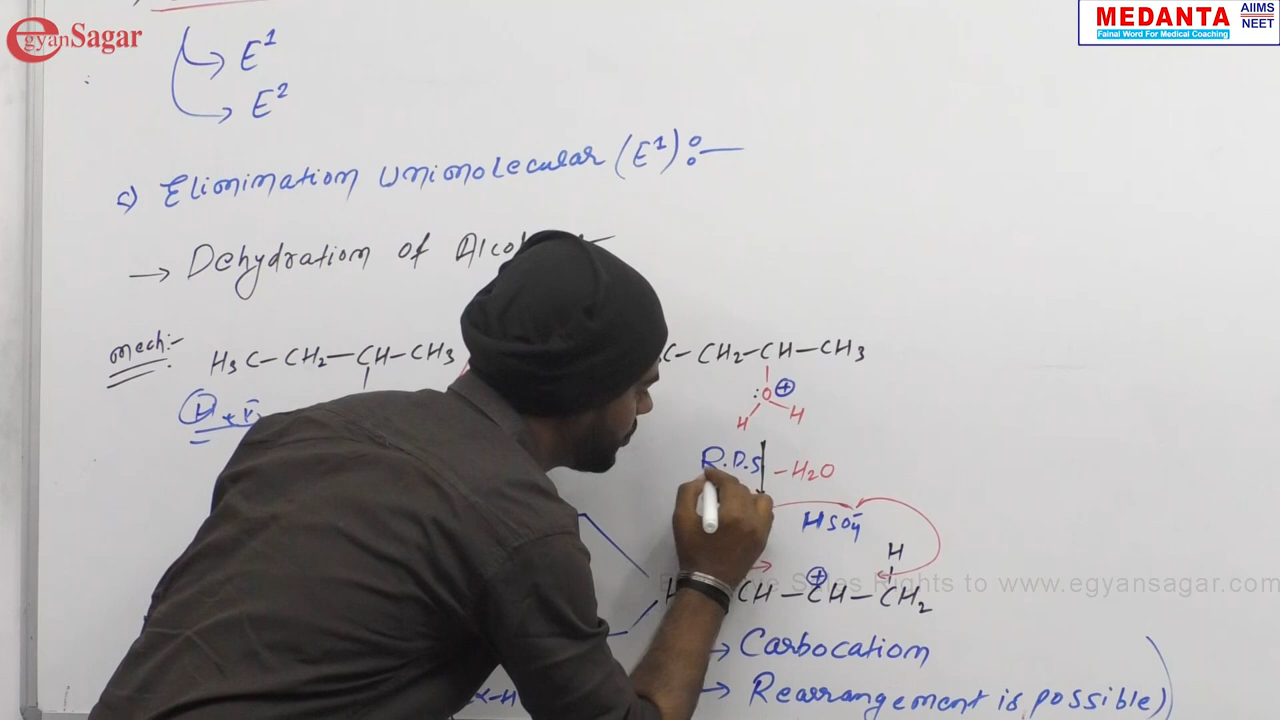 egyanSagar
MEDANTA
AIIMS
NEET
Fainal Word For Medical Coaching
E¹
E²
Elimination Unimolecular (E¹) :—
→ Dehydration of
mech:-
H₃C—CH₂—CH—CH₃
C—CH₂—CH—CH₃
:O ⊕
H H
R.D.S
-H₂O
HSO₄⁻
H
Rights to www.egyansagar.com
CH—CH—CH₂
⊕
→ Carbocation
α-H
→ Rearrangement is possible)